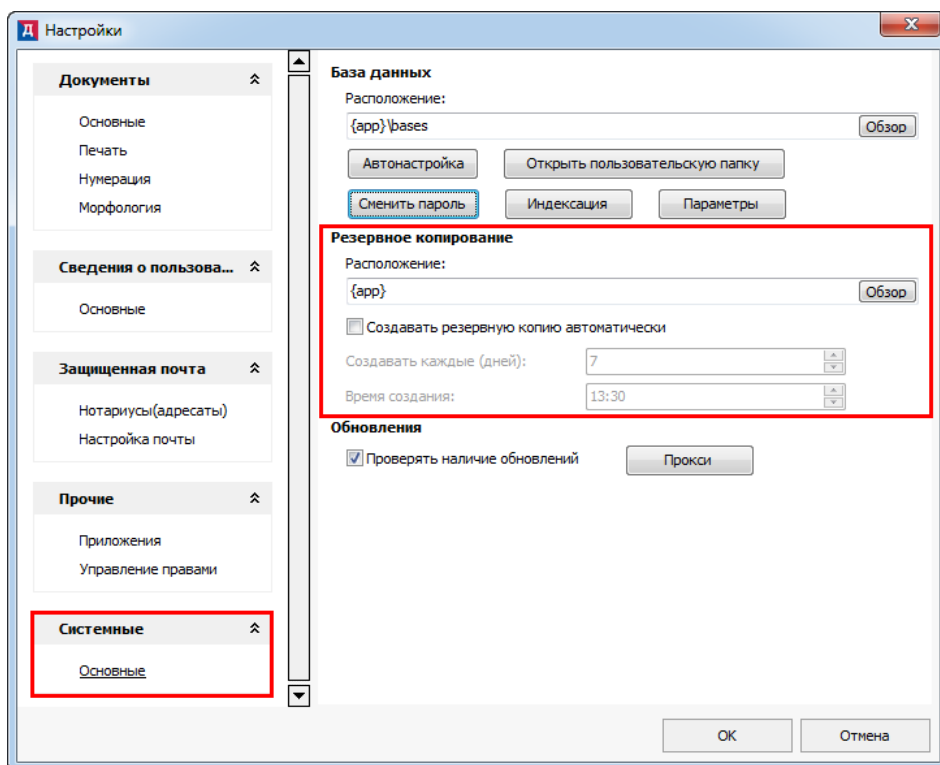 Д Настройки
Документы
Основные
Печать
Нумерация
Морфология
Сведения о пользова...
Основные
Защищенная почта
Нотариусы(адресаты)
Настройка почты
Прочие
Приложения
Управление правами
Системные
Основные
База данных
Расположение:
{app}\bases Обзор
Автонастройка Открыть пользовательскую папку
Сменить пароль Индексация Параметры
Резервное копирование
Расположение:
{app} Обзор
Создавать резервную копию автоматически
Создавать каждые (дней): 7
Время создания: 13:30
Обновления
Проверять наличие обновлений Прокси
OK Отмена